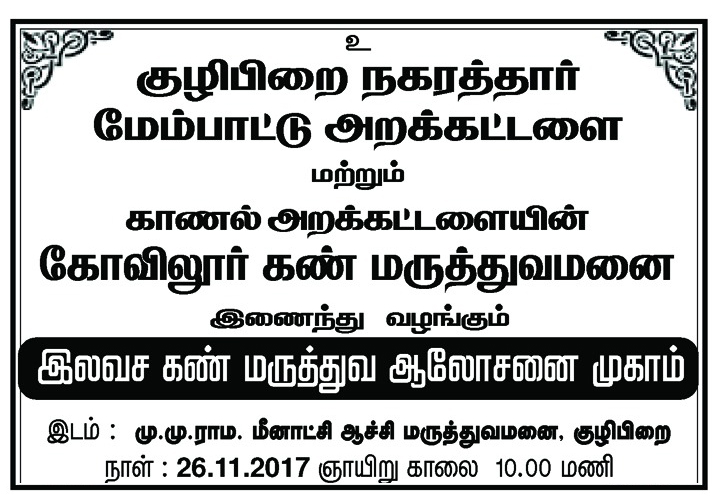 உ
குழிபிறை நகரத்தார்
மேம்பாட்டு அறக்கட்டளை
மற்றும்
காணல் அறக்கட்டளையின்
கோவிலூர் கண் மருத்துவமனை
இணைந்து வழங்கும்
இலவச கண் மருத்துவ ஆலோசனை முகாம்
இடம் : மு.மு.ராம. மீனாட்சி ஆச்சி மருத்துவமனை, குழிபிறை
நாள் : 26.11.2017 ஞாயிறு காலை 10.00 மணி